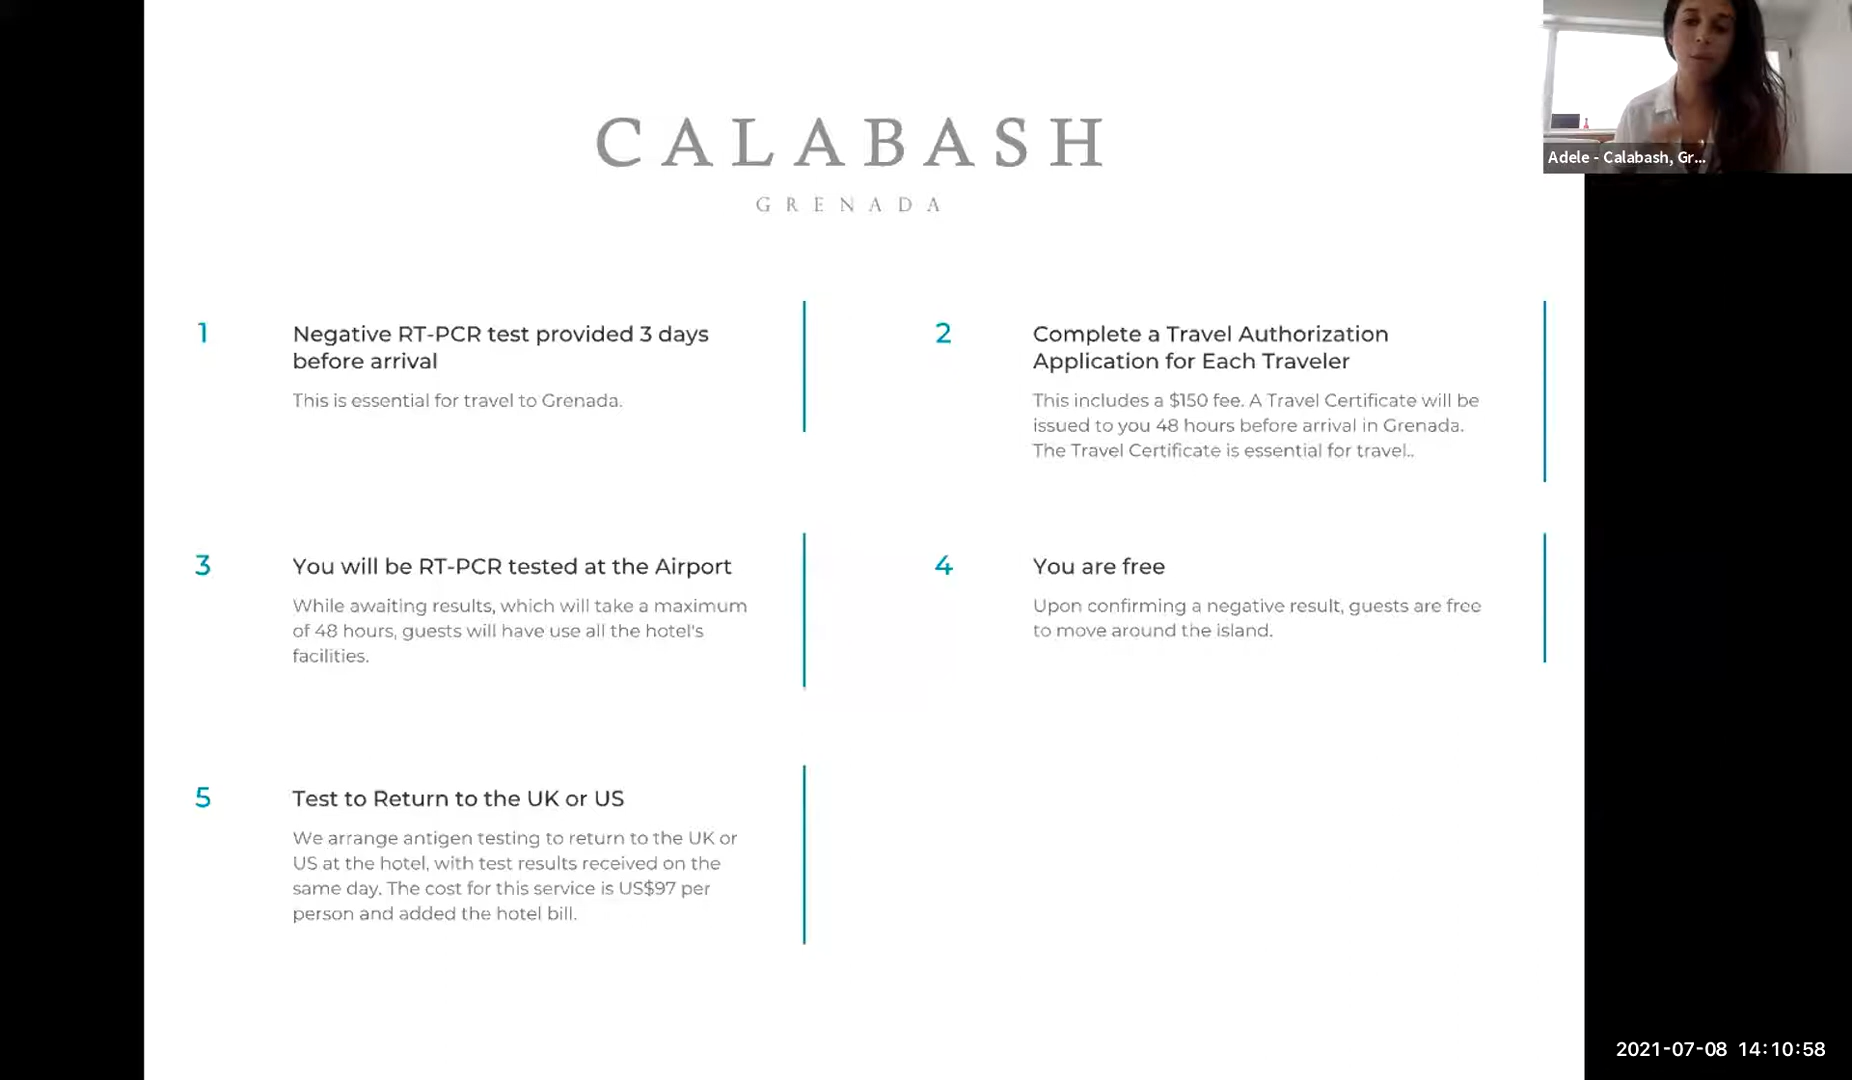 CALABASH
GRENADA
Adele - Calabash, Gr...
1
Negative RT-PCR test provided 3 days
before arrival
This is essential for travel to Grenada.
2
Complete a Travel Authorization
Application for Each Traveler
This includes a $150 fee. A Travel Certificate will be
issued to you 48 hours before arrival in Grenada.
The Travel Certificate is essential for travel..
3
You will be RT-PCR tested at the Airport
While awaiting results, which will take a maximum
of 48 hours, guests will have use all the hotel's
facilities.
4
You are free
Upon confirming a negative result, guests are free
to move around the island.
5
Test to Return to the UK or US
We arrange antigen testing to return to the UK or
US at the hotel, with test results received on the
same day. The cost for this service is US$97 per
person and added the hotel bill.
2021-07-08 14:10:58